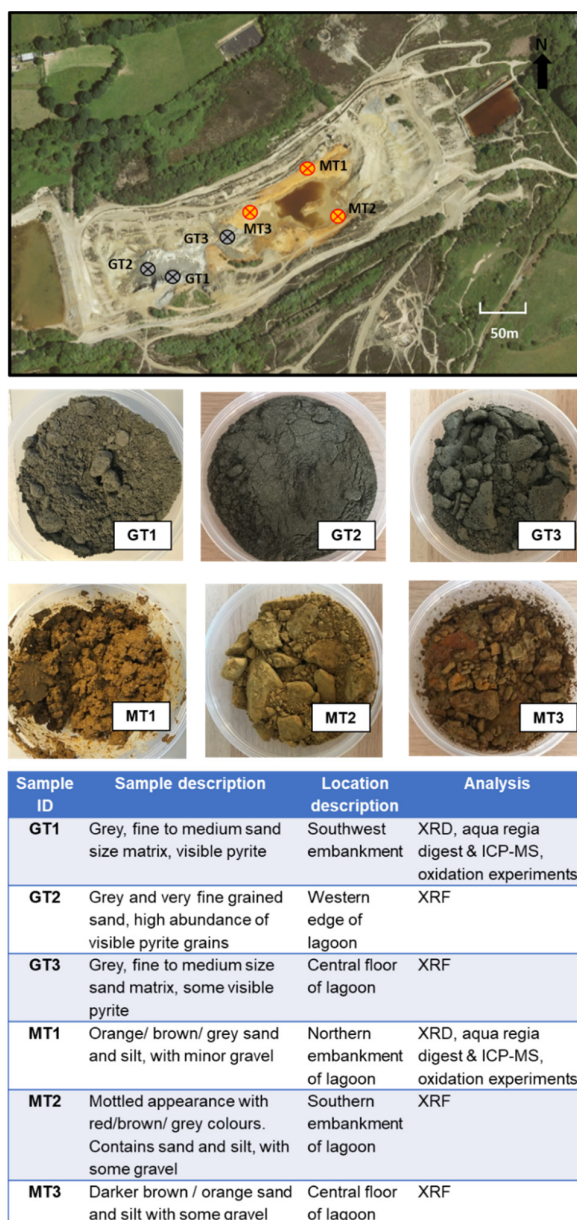 N
MT1
MT2
MT3
GT3
GT2
GT1
50m
GT1
GT2
GT3
MT1
MT2
MT3
Sample ID Sample description Location description Analysis
GT1 Grey, fine to medium sand size matrix, visible pyrite Southwest embankment XRD, aqua regia digest & ICP-MS, oxidation experiments
GT2 Grey and very fine grained sand, high abundance of visible pyrite grains Western edge of lagoon XRF
GT3 Grey, fine to medium size sand matrix, some visible pyrite Central floor of lagoon XRF
MT1 Orange/ brown/ grey sand and silt, with minor gravel Northern embankment of lagoon XRD, aqua regia digest & ICP-MS, oxidation experiments
MT2 Mottled appearance with red/brown/ grey colours. Contains sand and silt, with some gravel Southern embankment of lagoon XRF
MT3 Darker brown / orange sand and silt with some gravel Central floor of lagoon XRF